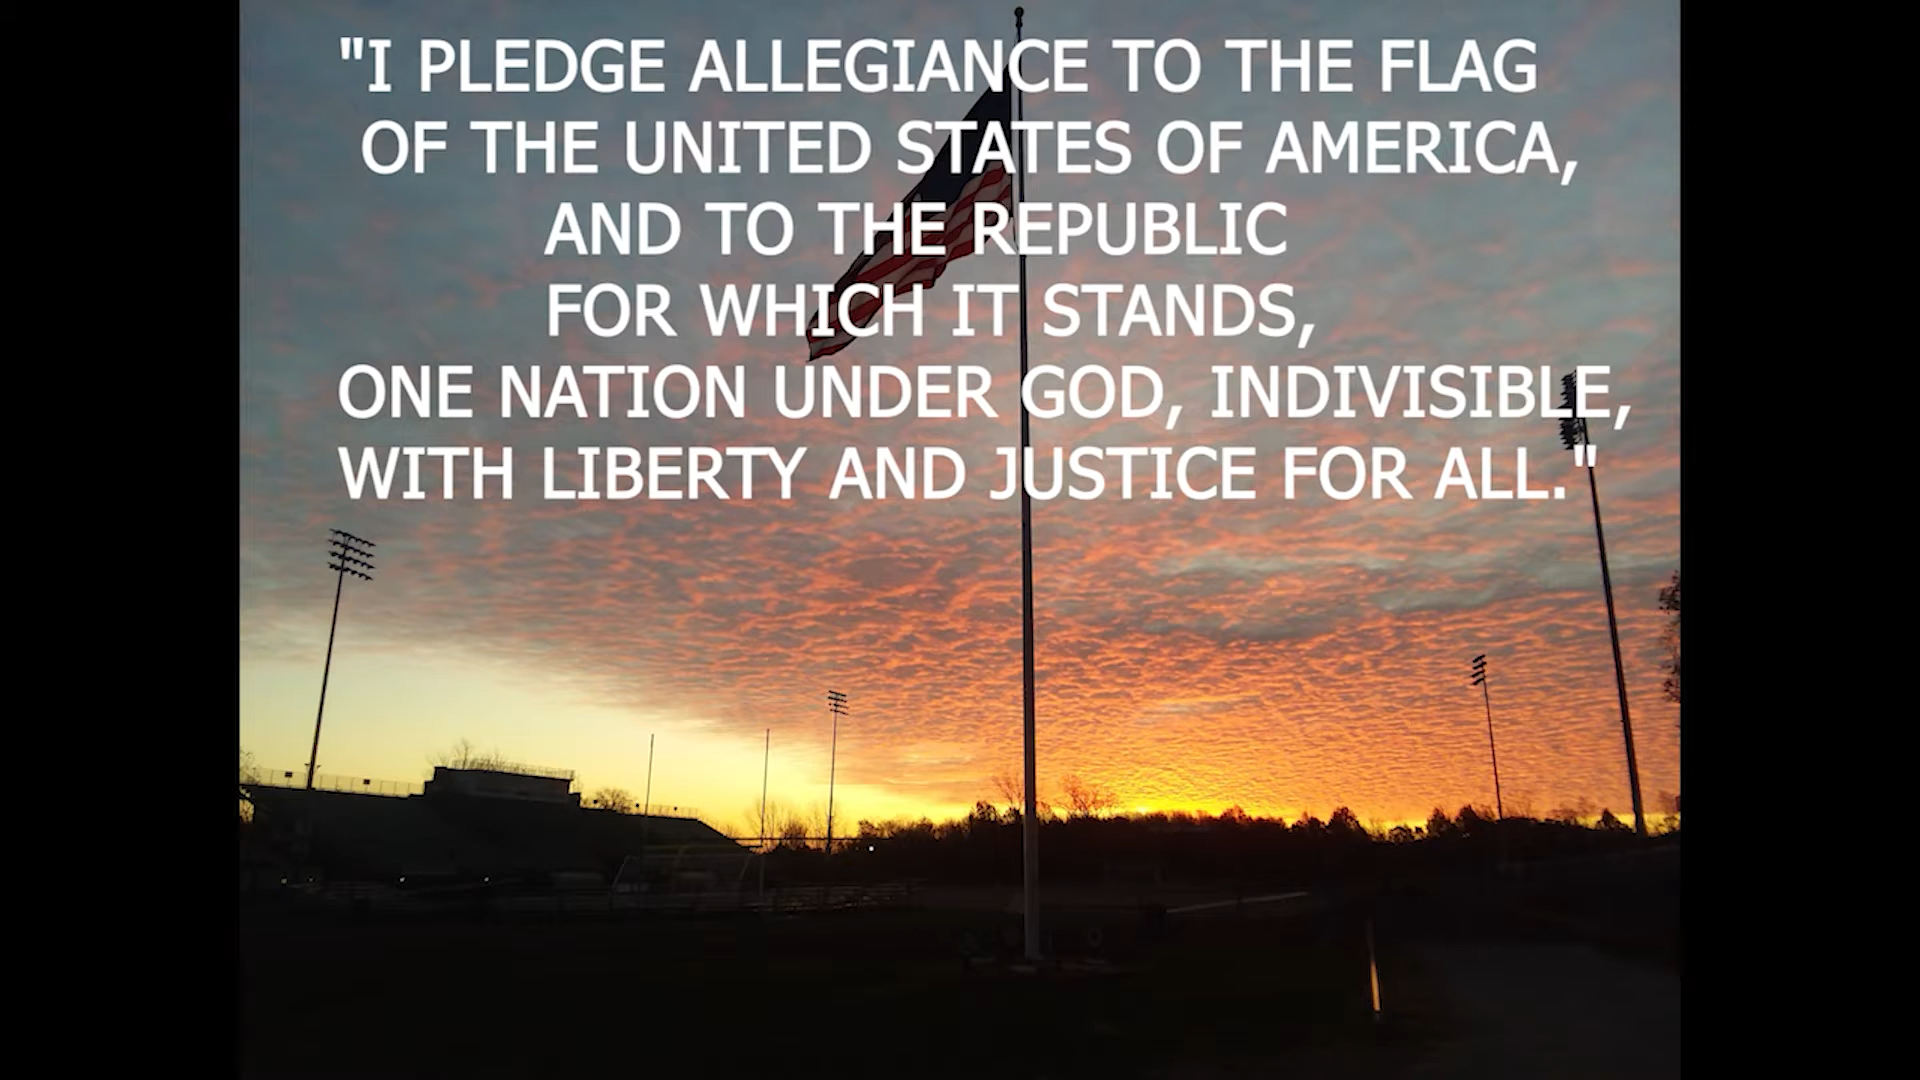 "I PLEDGE ALLEGIANCE TO THE FLAG
OF THE UNITED STATES OF AMERICA,
AND TO THE REPUBLIC
FOR WHICH IT STANDS,
ONE NATION UNDER GOD, INDIVISIBLE,
WITH LIBERTY AND JUSTICE FOR ALL."